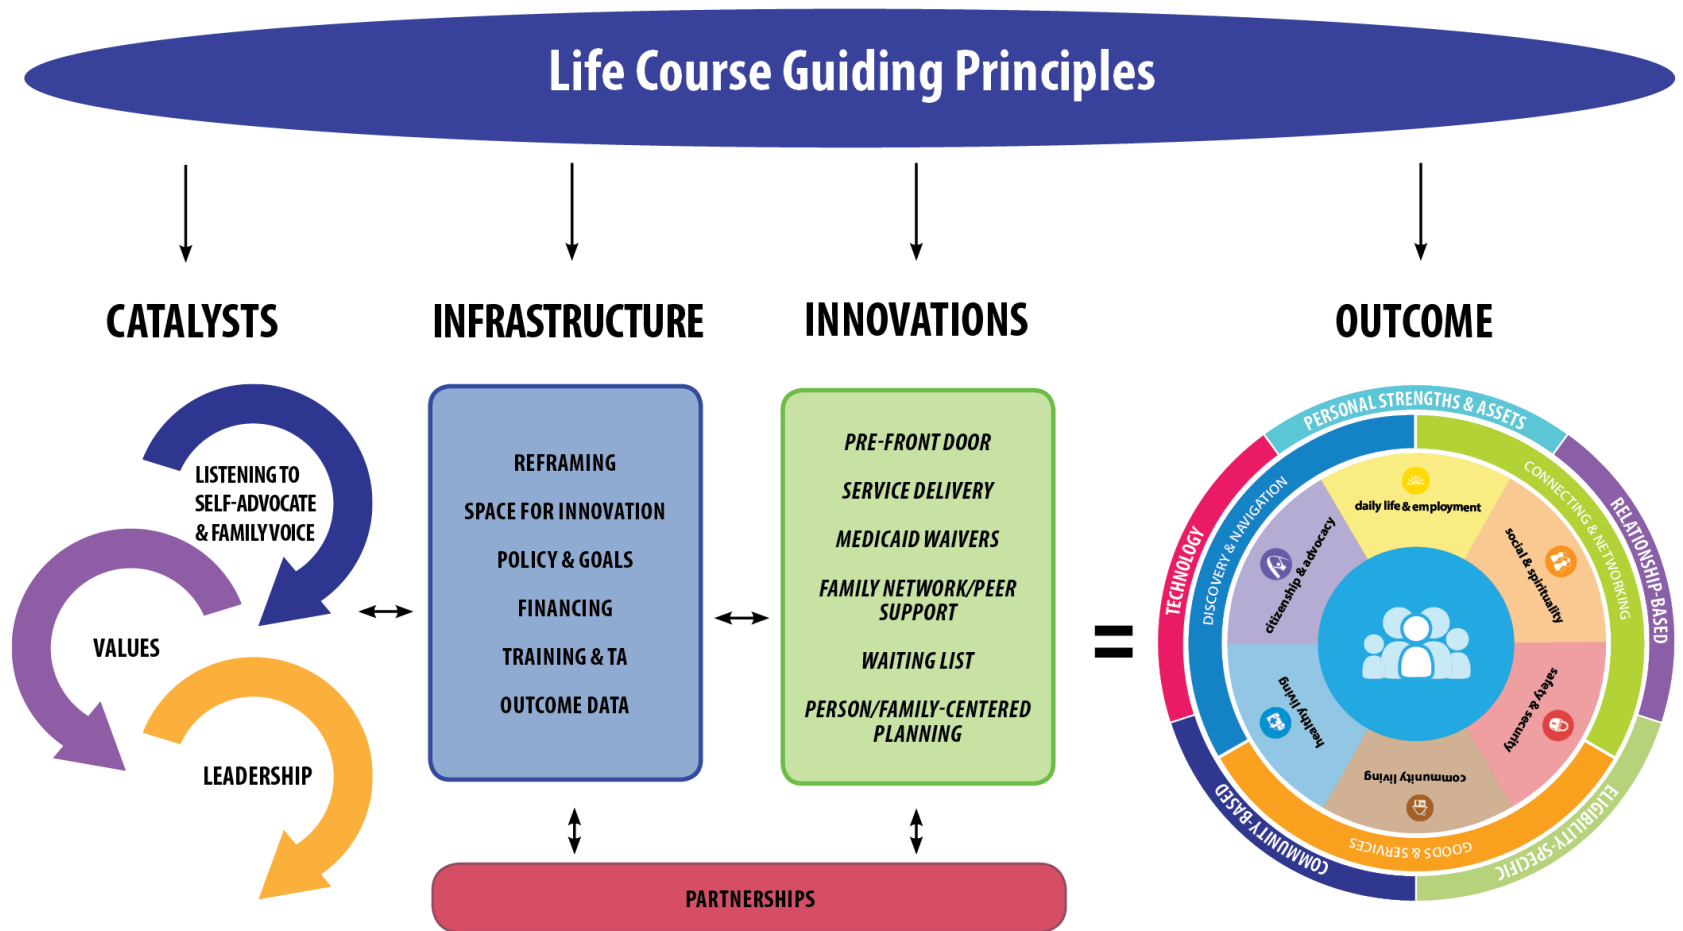 Life Course Guiding Principles
CATALYSTS
INFRASTRUCTURE
INNOVATIONS
OUTCOME
LISTENING TO
SELF-ADVOCATE
& FAMILY VOICE
VALUES
LEADERSHIP
REFRAMING
SPACE FOR INNOVATION
POLICY & GOALS
FINANCING
TRAINING & TA
OUTCOME DATA
PRE-FRONT DOOR
SERVICE DELIVERY
MEDICAID WAIVERS
FAMILY NETWORK/PEER
SUPPORT
WAITING LIST
PERSON/FAMILY-CENTERED
PLANNING
PARTNERSHIPS
=
PERSONAL STRENGTHS & ASSETS
RELATIONSHIP-BASED
ELIGIBILITY-SPECIFIC
COMMUNITY-BASED
TECHNOLOGY
DISCOVERY & NAVIGATION
CONNECTING & NETWORKING
GOODS & SERVICES
daily life & employment
social & spirituality
safety & security
community living
healthy living
citizenship & advocacy